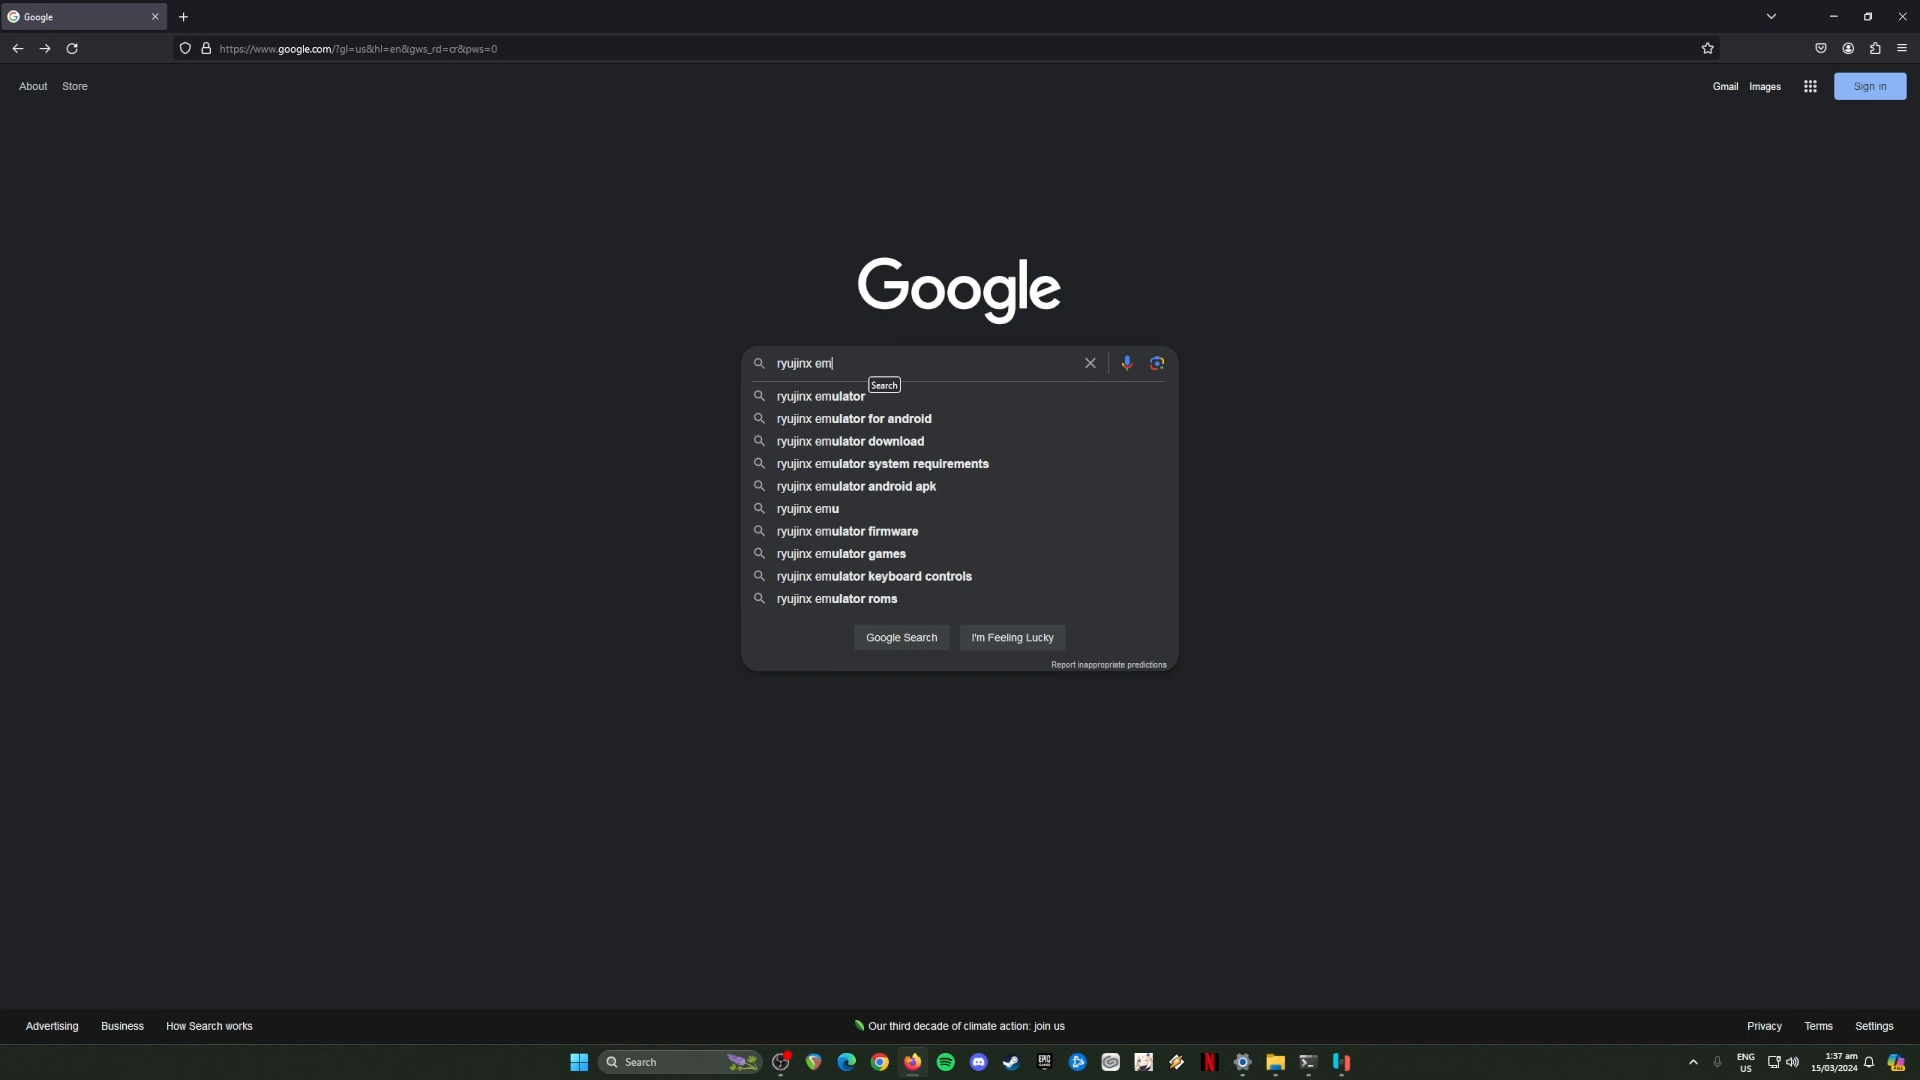 Google
https://www.google.com/?gl=us&hl=en&gws_rd=cr&pws=0
About Store
Gmail Images Sign in
Google
ryujinx em
Search
ryujinx emulator
ryujinx emulator for android
ryujinx emulator download
ryujinx emulator system requirements
ryujinx emulator android apk
ryujinx emu
ryujinx emulator firmware
ryujinx emulator games
ryujinx emulator keyboard controls
ryujinx emulator roms
Google Search I'm Feeling Lucky
Report inappropriate predictions
Advertising Business How Search works
Our third decade of climate action: join us
Privacy Terms Settings
Search
EPIC GAMES
ENG
US
1:37 am
15/03/2024
PRE